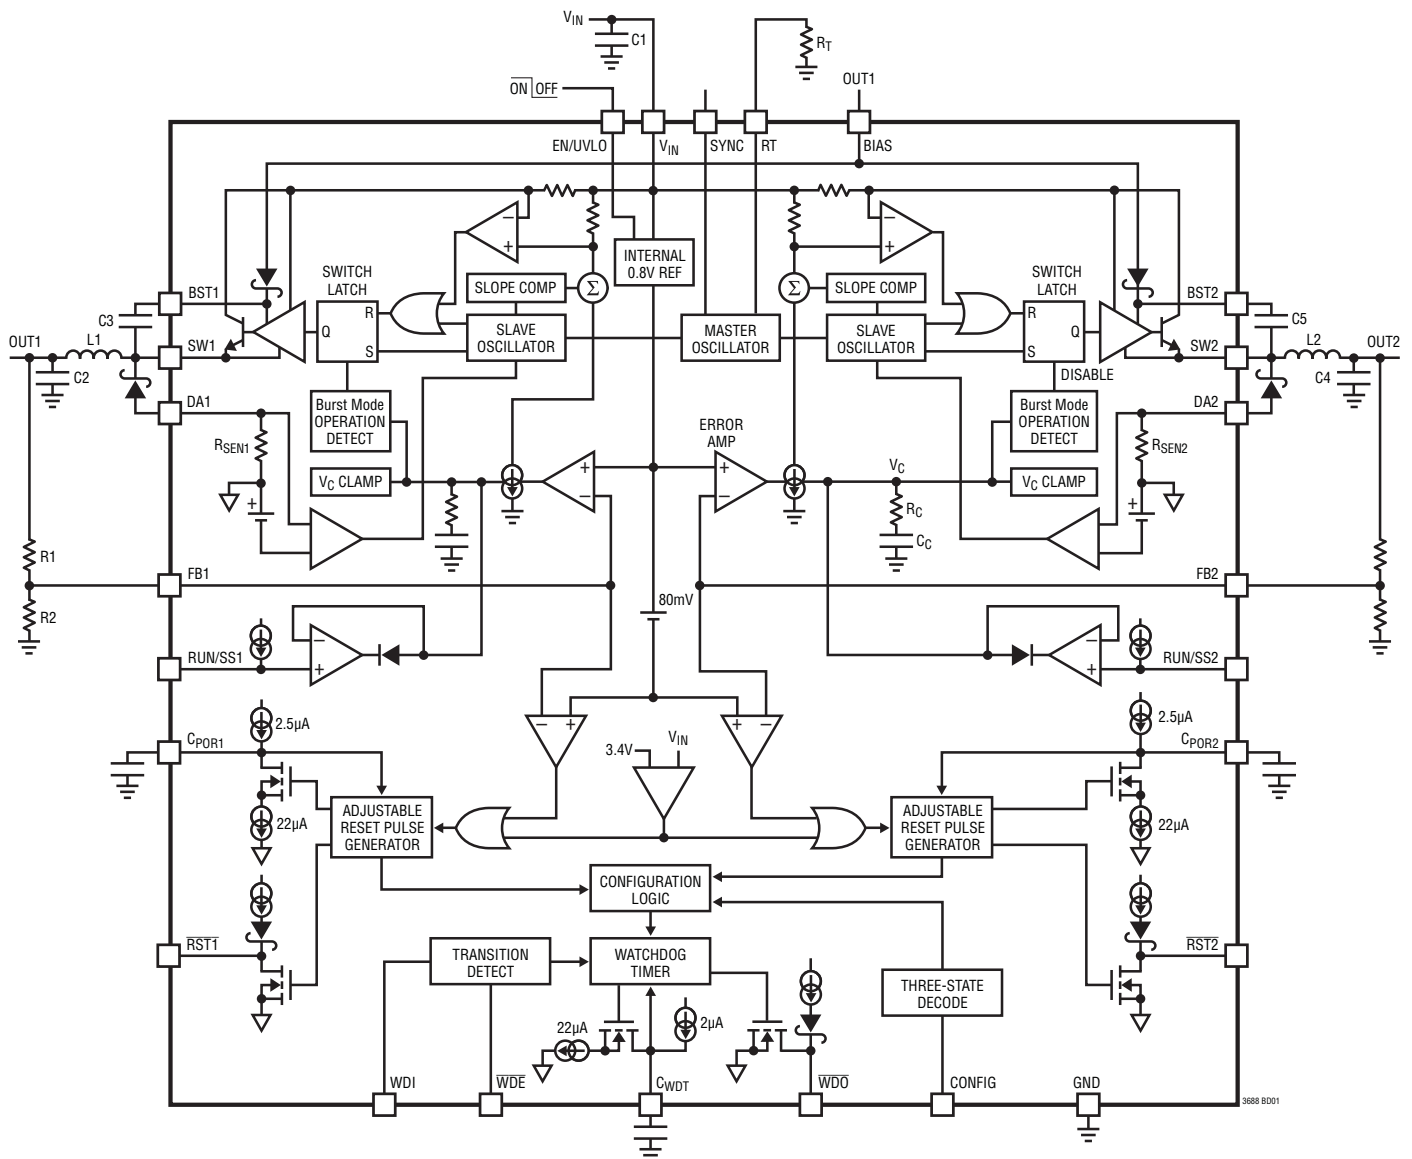 VIN
C1
RT
ON OFF
OUT1
EN/UVLO
VIN
SYNC
RT
BIAS
SWITCH
LATCH
INTERNAL
0.8V REF
SWITCH
LATCH
SLOPE COMP
Σ
Σ
SLOPE COMP
BST1
BST2
C3
R
Q
S
SLAVE
OSCILLATOR
MASTER
OSCILLATOR
SLAVE
OSCILLATOR
R
Q
S
C5
OUT1
L1
SW1
SW2
L2
OUT2
C2
DISABLE
C4
DA1
Burst Mode
OPERATION
DETECT
ERROR
AMP
Burst Mode
OPERATION
DETECT
DA2
RSEN1
RSEN2
VC CLAMP
VC
VC CLAMP
+
+
−
+
−
+
−
+
−
+
+
RC
CC
R1
FB1
FB2
R2
80mV
RUN/SS1
−
+
−
+
RUN/SS2
2.5µA
− +
+ −
2.5µA
CPOR1
3.4V
VIN
CPOR2
22µA
ADJUSTABLE
RESET PULSE
GENERATOR
ADJUSTABLE
RESET PULSE
GENERATOR
22µA
CONFIGURATION
LOGIC
RST1
TRANSITION
DETECT
WATCHDOG
TIMER
RST2
THREE-STATE
DECODE
22µA
2µA
WDI
WDE
CWDT
WDO
CONFIG
GND
3688 BD01